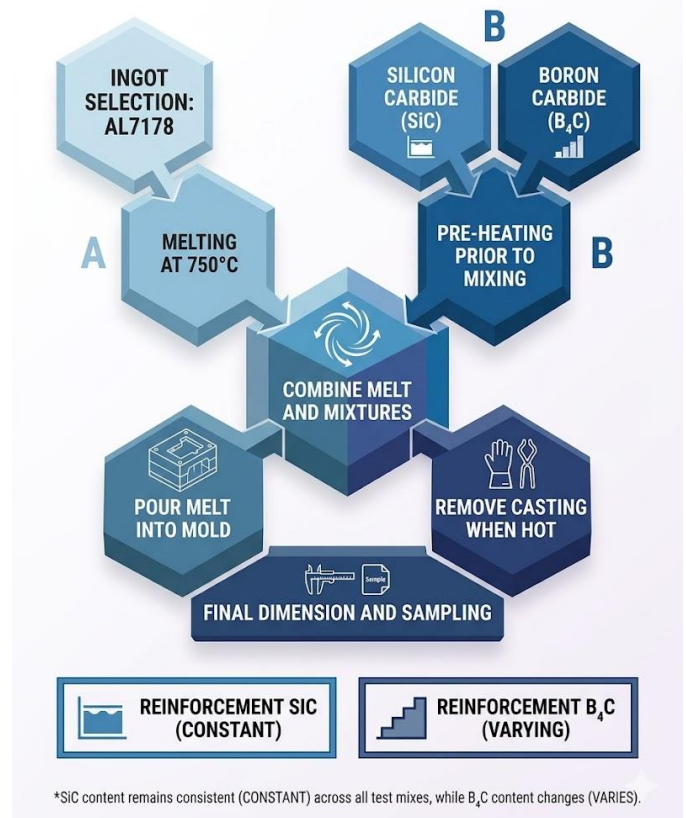 B
INGOT
SELECTION:
AL7178
SILICON
CARBIDE
(SiC)
BORON
CARBIDE
(B₄C)
A
MELTING
AT 750°C
PRE-HEATING
PRIOR TO
MIXING
B
COMBINE MELT
AND MIXTURES
POUR MELT
INTO MOLD
REMOVE CASTING
WHEN HOT
Sample
FINAL DIMENSION AND SAMPLING
REINFORCEMENT SIC
(CONSTANT)
REINFORCEMENT B₄C
(VARYING)
*SiC content remains consistent (CONSTANT) across all test mixes, while B₄C content changes (VARIES).